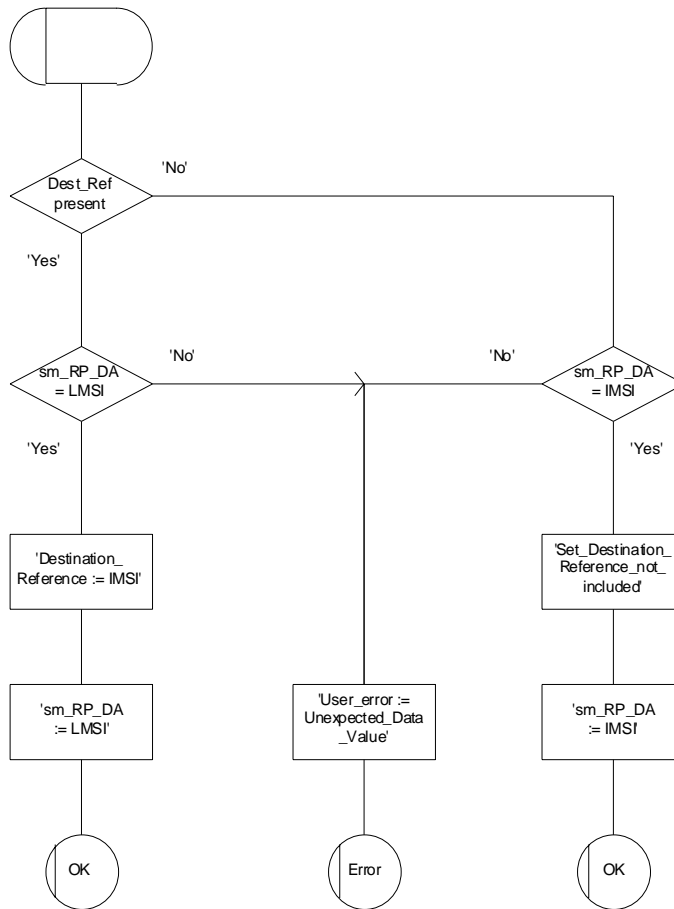 'No'
Dest_Ref
present
'Yes'
'No'
'No'
sm_RP_DA
= LMSI
sm_RP_DA
= IMSI
'Yes'
'Yes'
'Destination_
Reference := IMSI'
'Set_Destination_
Reference_not_
included'
'sm_RP_DA
:= LMSI'
'User_error :=
Unexpected_Data
_Value'
'sm_RP_DA
:= IMSI'
OK
Error
OK